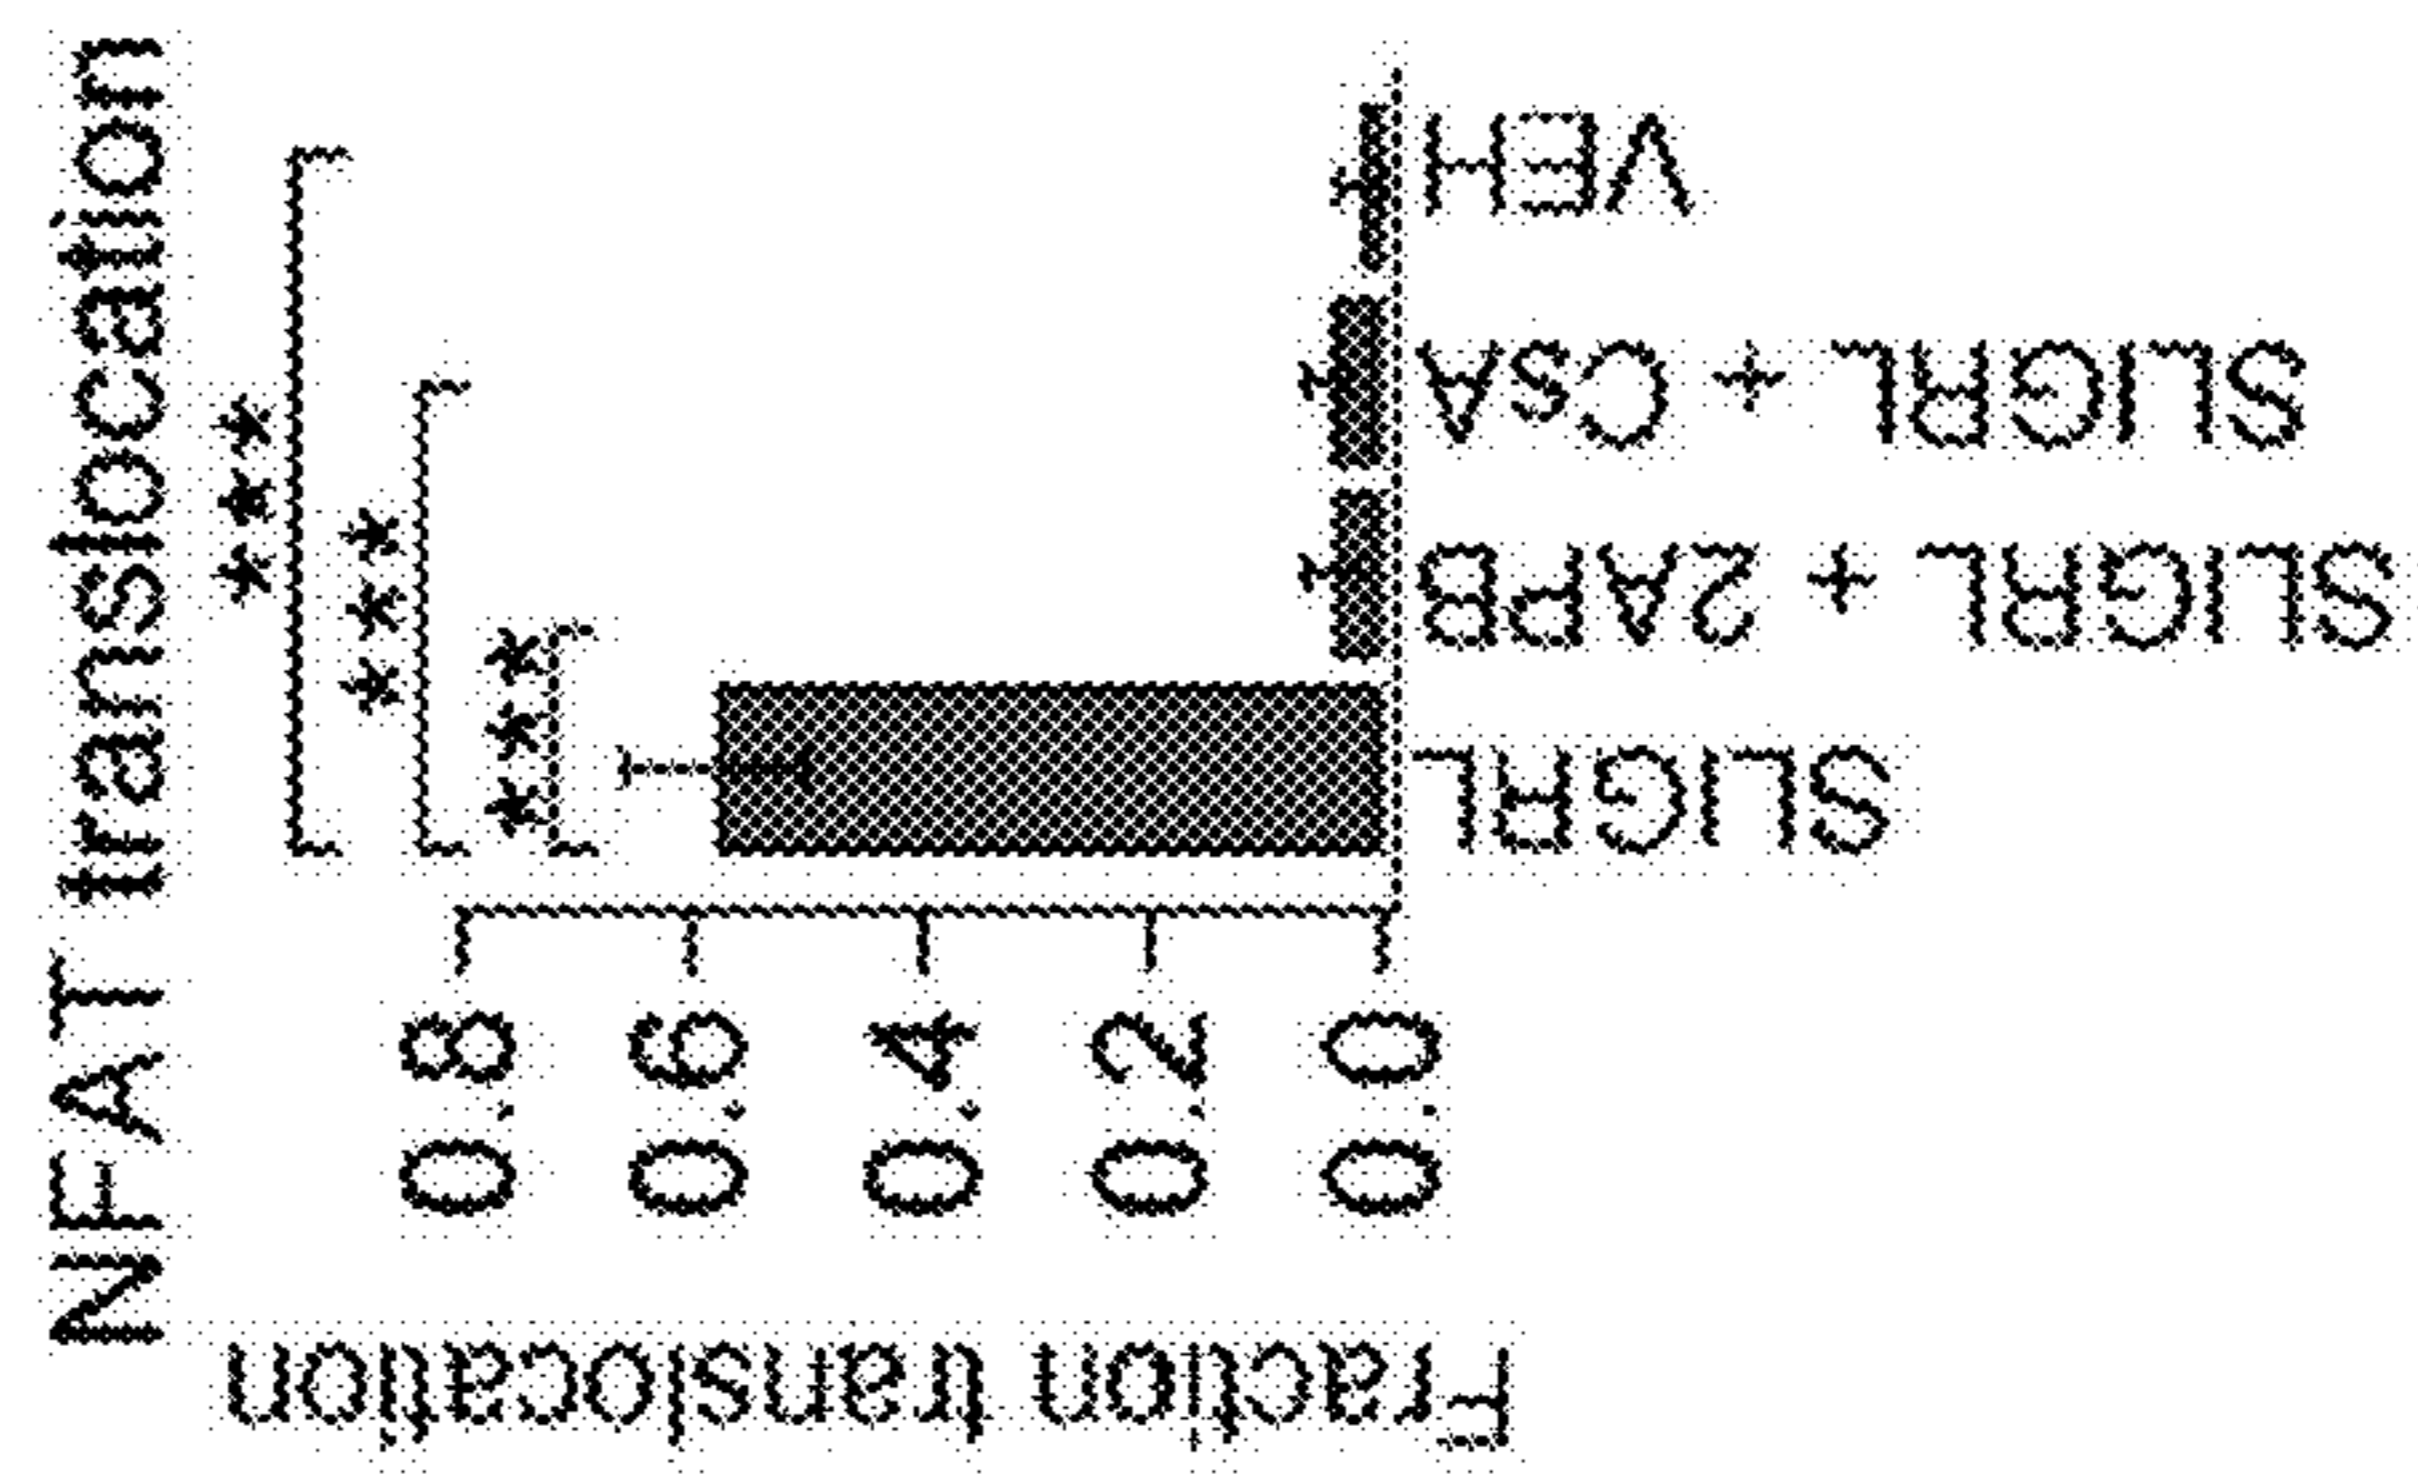 NFAT translocation
***
***
***
Fraction translocation
0.8
0.6
0.4
0.2
0.0
SLIGRL
SLIGRL + 2APB
SLIGRL + CsA
VEH